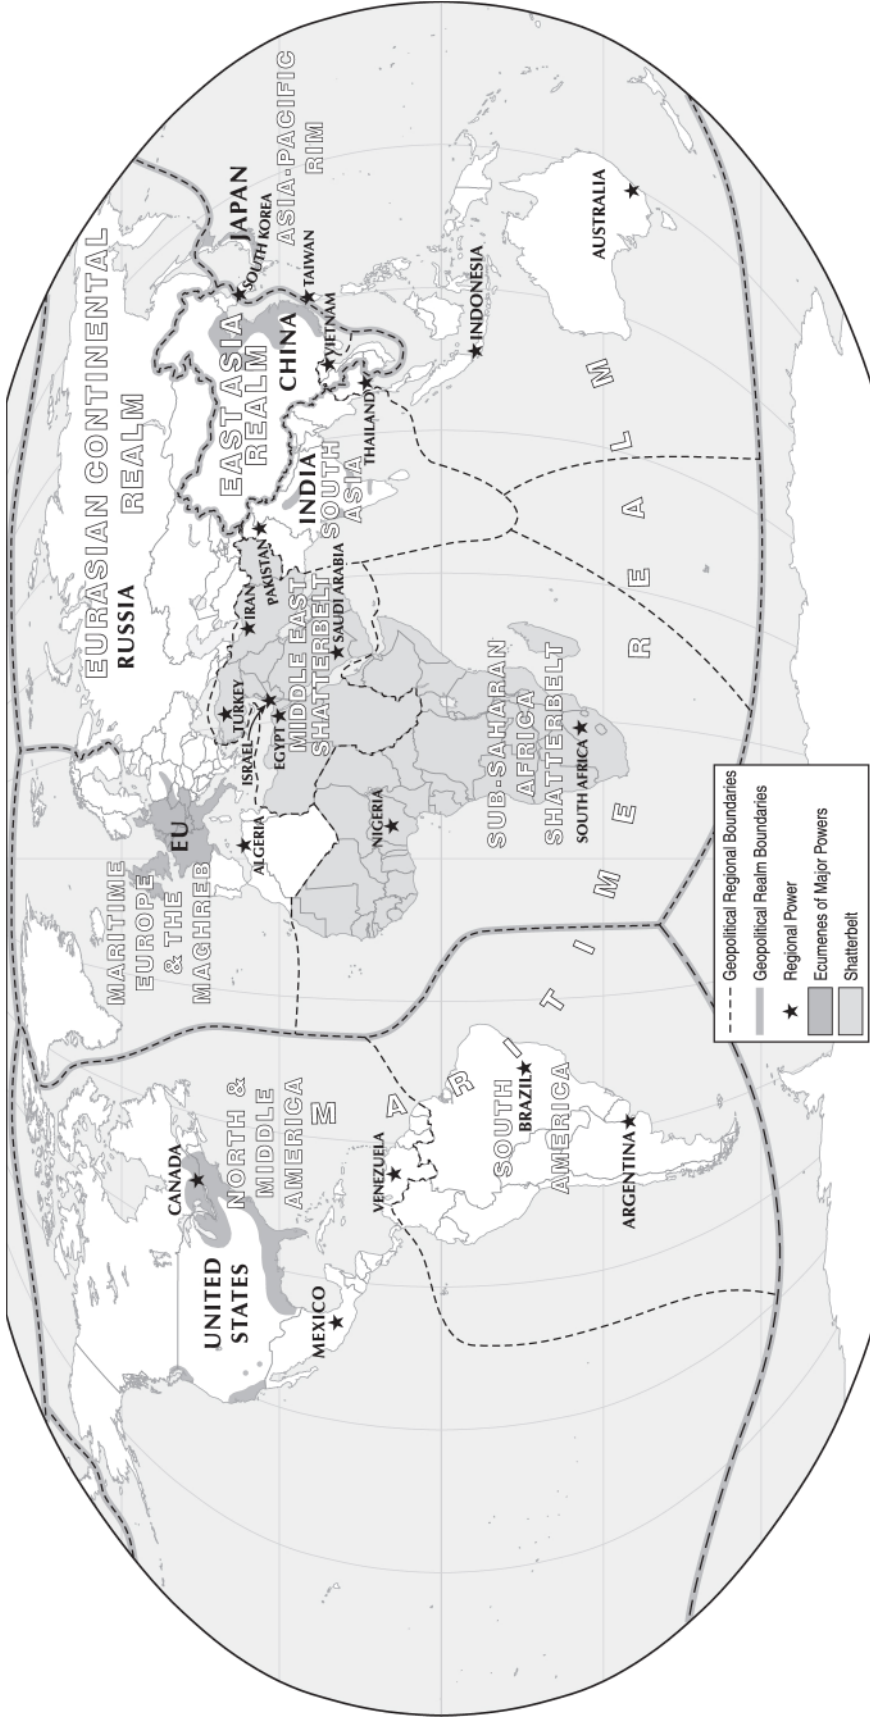 EURASIAN CONTINENTAL
REALM
RUSSIA
EAST ASIA
REALM
CHINA
JAPAN
SOUTH KOREA
ASIA-PACIFIC
RIM
TAIWAN
VIETNAM
THAILAND
INDONESIA
AUSTRALIA
INDIA
SOUTH
ASIA
PAKISTAN
IRAN
SAUDI ARABIA
MIDDLE EAST
SHATTERBELT
TURKEY
ISRAEL
EGYPT
MARITIME
EUROPE
& THE
MAGHREB
EU
ALGERIA
NIGERIA
SUB-SAHARAN
AFRICA
SHATTERBELT
SOUTH AFRICA
CANADA
NORTH &
MIDDLE
AMERICA
UNITED
STATES
MEXICO
VENEZUELA
SOUTH
AMERICA
BRAZIL
ARGENTINA
MARITIME REALM
Geopolitical Regional Boundaries
Geopolitical Realm Boundaries
Regional Power
Ecumenes of Major Powers
Shatterbelt